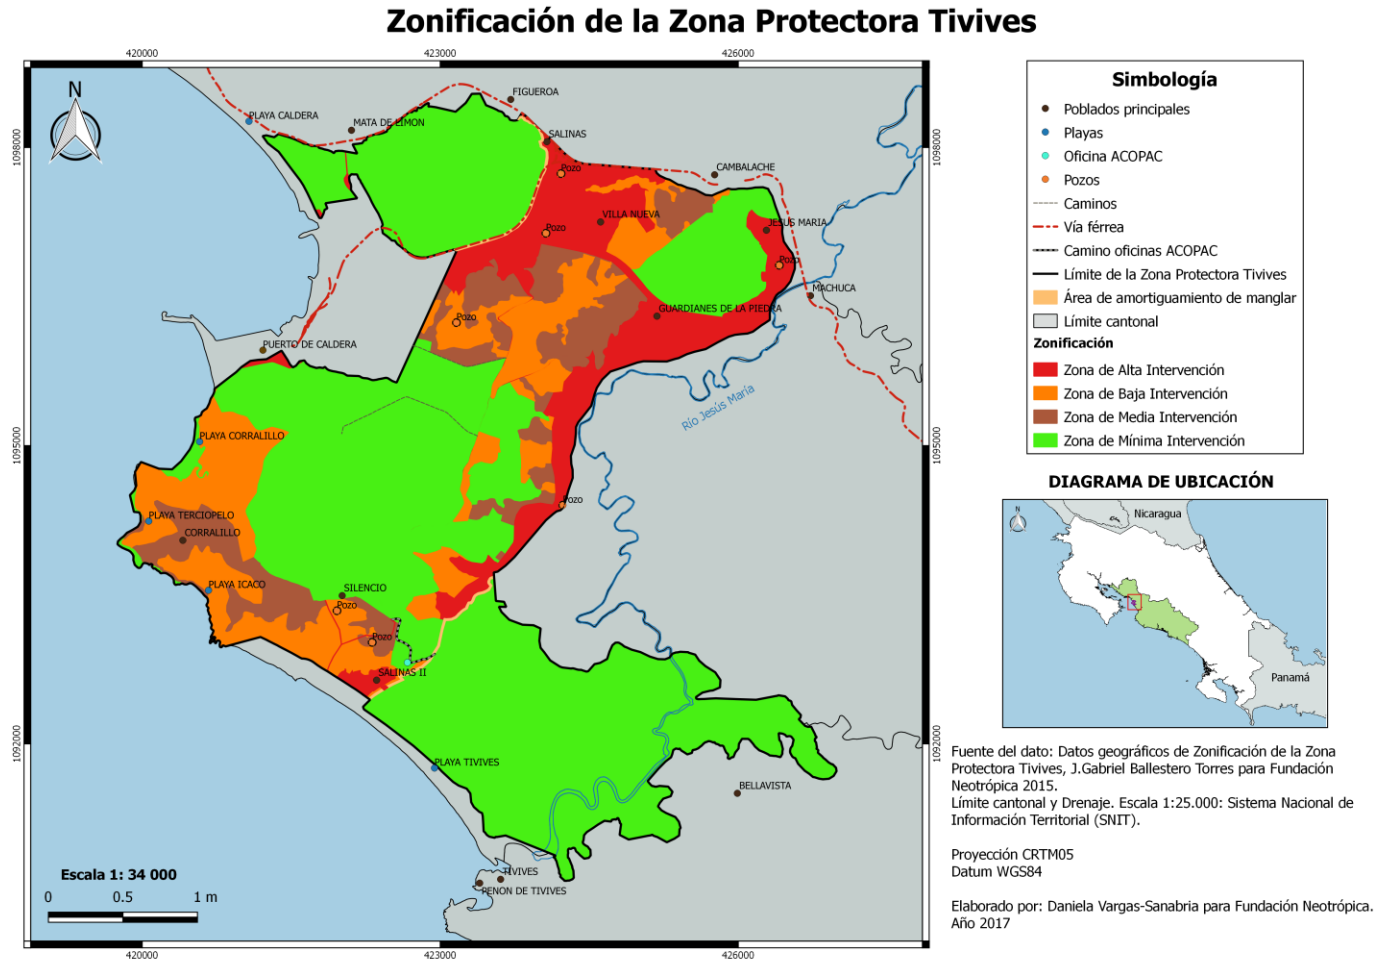 Zonificación de la Zona Protectora Tivives
420000
423000
426000
1098000
1095000
1092000
1098000
1095000
1092000
420000
423000
426000
N
FIGUEROA
PLAYA CALDERA
MATA DE LIMON
SALINAS
CAMBALACHE
Pozo
VILLA NUEVA
JESUS MARIA
Pozo
Pozo
MACHUCA
GUARDIANES DE LA PIEDRA
Pozo
PUERTO DE CALDERA
Río Jesús María
PLAYA CORRALILLO
Pozo
PLAYA TERCIOPELO
CORRALILLO
PLAYA ICACO
SILENCIO
Pozo
Pozo
SALINAS II
PLAYA TIVIVES
BELLAVISTA
TIVIVES
PENON DE TIVIVES
Escala 1: 34 000
0 0.5 1 m
Simbología
Poblados principales
Playas
Oficina ACOPAC
Pozos
Caminos
Vía férrea
Camino oficinas ACOPAC
Límite de la Zona Protectora Tivives
Área de amortiguamiento de manglar
Límite cantonal
Zonificación
Zona de Alta Intervención
Zona de Baja Intervención
Zona de Media Intervención
Zona de Mínima Intervención
DIAGRAMA DE UBICACIÓN
N
Nicaragua
Panamá
Fuente del dato: Datos geográficos de Zonificación de la Zona
Protectora Tivives, J.Gabriel Ballestero Torres para Fundación
Neotrópica 2015.
Límite cantonal y Drenaje. Escala 1:25.000: Sistema Nacional de
Información Territorial (SNIT).
Proyección CRTM05
Datum WGS84
Elaborado por: Daniela Vargas-Sanabria para Fundación Neotrópica.
Año 2017